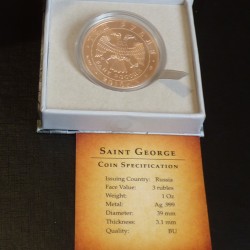 SAINT GEORGE
COIN SPECIFICATION
Issuing Country: Russia
Face Value: 3 rubles
Weight: 1 Oz
Metal: Ag 999
Diameter: 39 mm
Thickness: 3.3 mm
Quality: BU